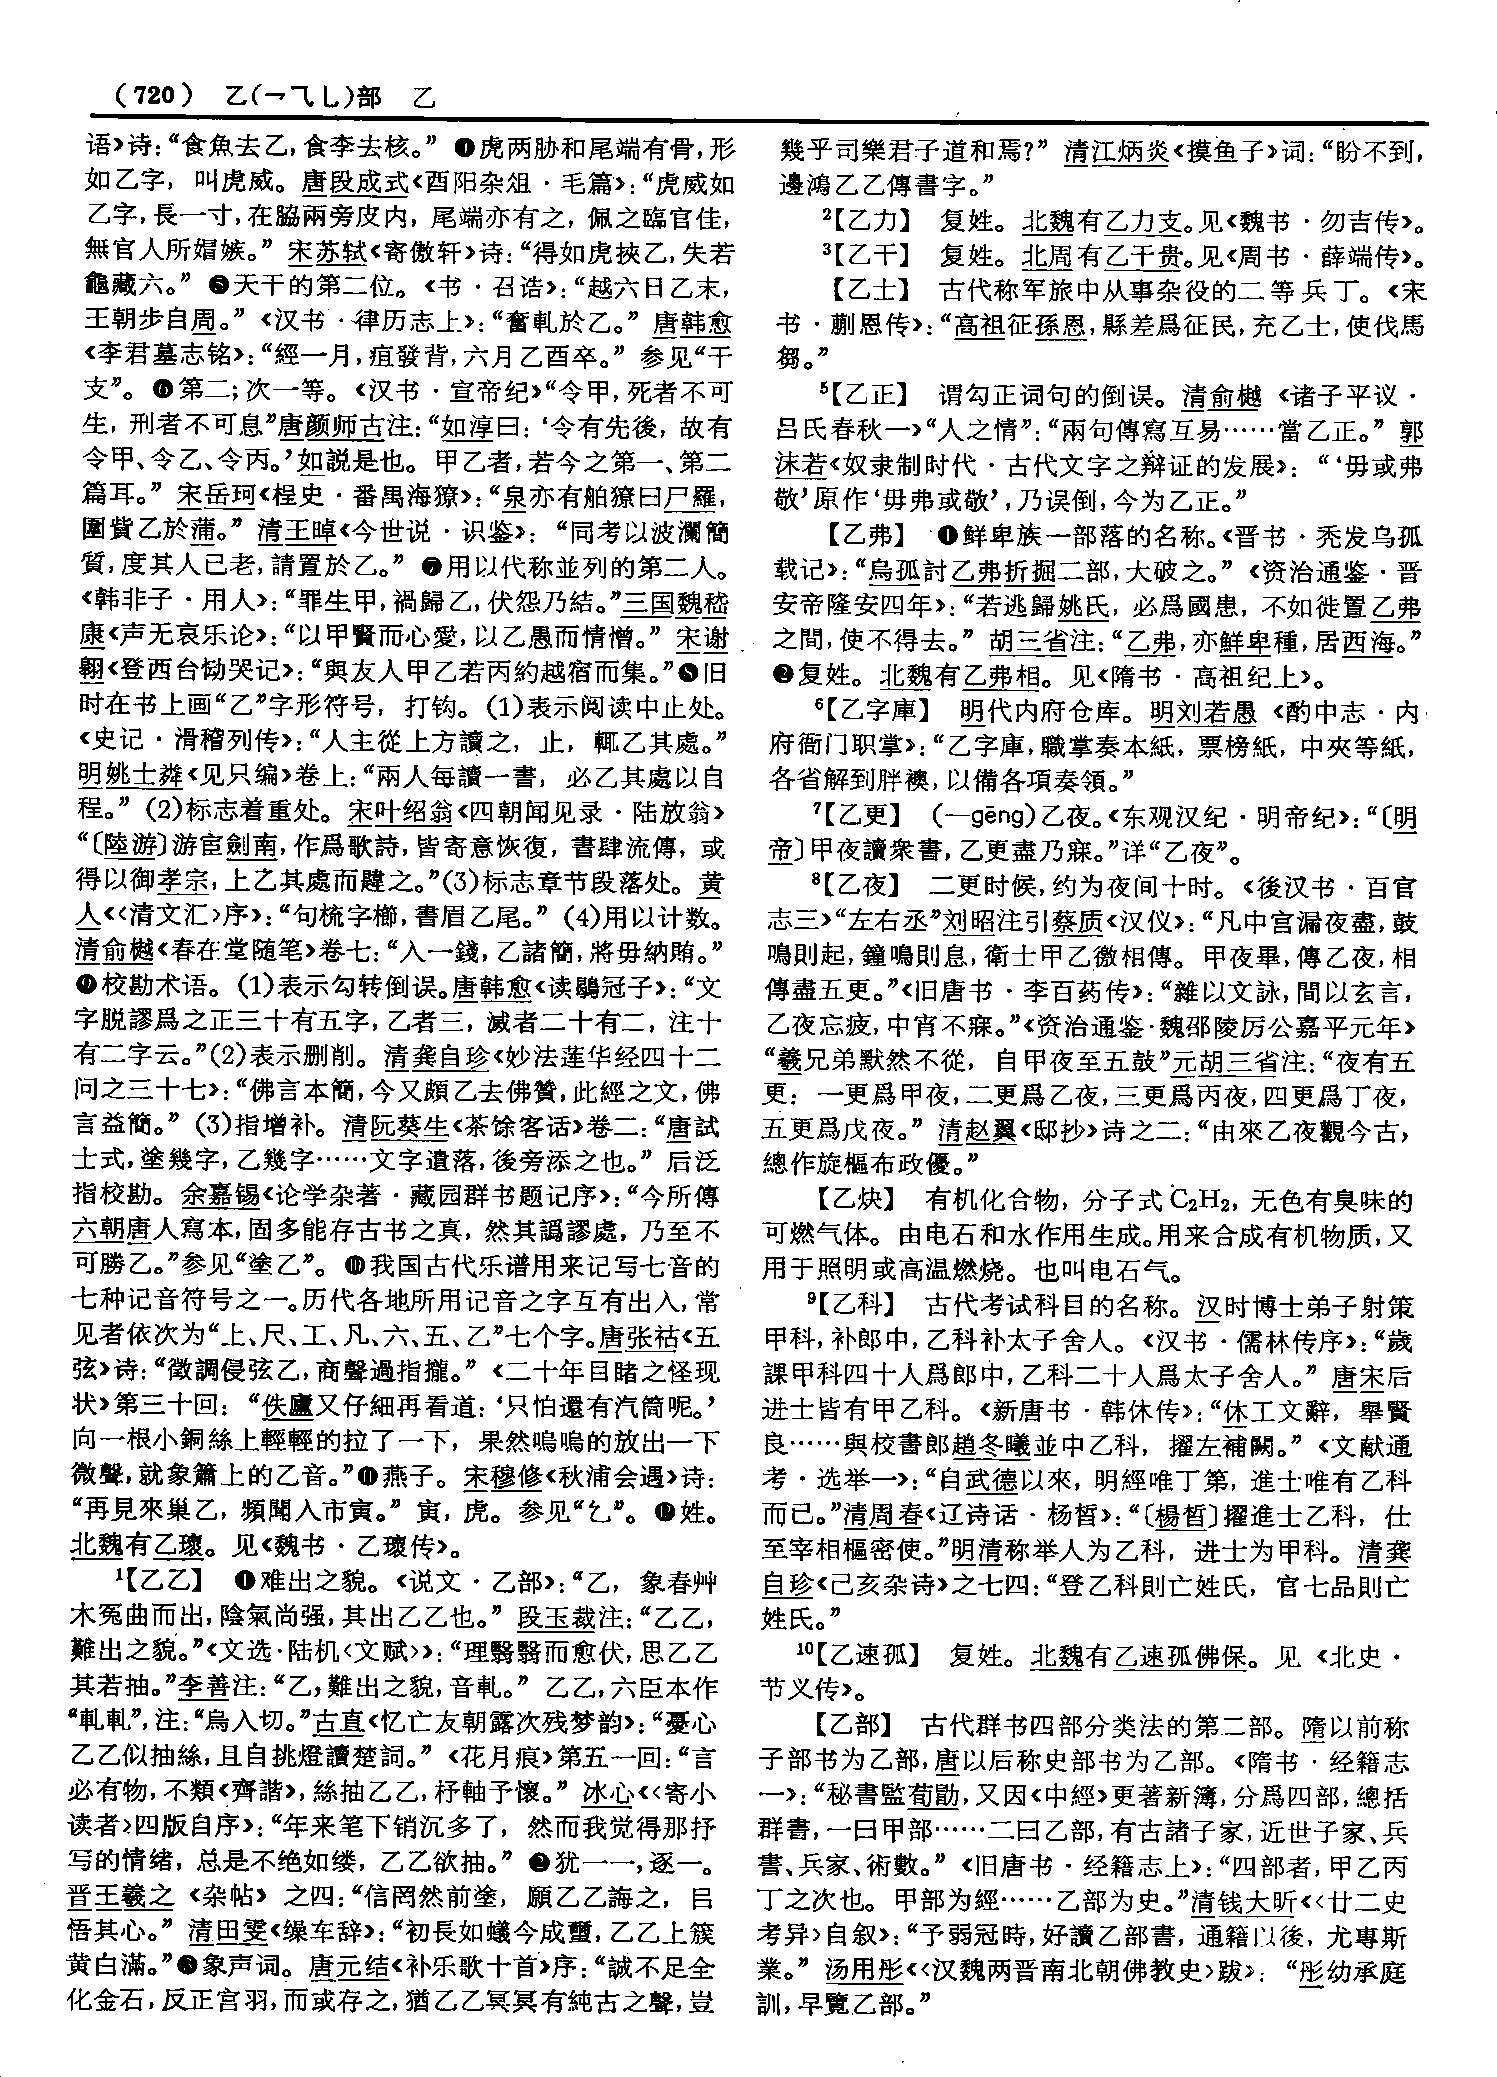 （720） 乙(乛⺄乚)部 乙
语〉诗：“食魚去乙，食李去核。” ❹虎两胁和尾端有骨，形
如乙字，叫虎威。唐段成式《酉阳杂俎·毛篇》：“虎威如
乙字，長一寸，在脇兩旁皮内，尾端亦有之，佩之臨官佳，
無官人所媢嫉。” 宋苏轼《寄傲轩》诗：“得如虎挾乙，失若
龜藏六。” ❺天干的第二位。《书·召诰》：“越六日乙未，
王朝步自周。”《汉书·律历志上》：“奮軋於乙。” 唐韩愈
《李君墓志铭》：“經一月，疽發背，六月乙酉卒。” 参见“干
支”。❻第二；次一等。《汉书·宣帝纪》“令甲，死者不可
生，刑者不可息”唐颜师古注：“如淳曰：‘令有先後，故有
令甲、令乙、令丙。’如説是也。甲乙者，若今之第一、第二
篇耳。” 宋岳珂《桯史·番禺海獠》：“泉亦有舶獠曰尸羅，
圍貲乙於蒲。” 清王晫《今世说·识鉴》：“同考以波瀾簡
質，度其人已老，請置於乙。” ❼用以代称並列的第二人。
《韩非子·用人》：“罪生甲，禍歸乙，伏怨乃結。”三国魏嵇
康《声无哀乐论》：“以甲賢而心愛，以乙愚而情憎。” 宋谢
翱《登西台恸哭记》：“與友人甲乙若丙約越宿而集。”❽旧
时在书上画“乙”字形符号，打钩。(1)表示阅读中止处。
《史记·滑稽列传》：“人主從上方讀之，止，輒乙其處。”
明姚士粦《见只编》卷上：“兩人每讀一書，必乙其處以自
程。” (2)标志着重处。宋叶绍翁《四朝闻见录·陆放翁》
“〔陸游〕游宦劍南，作爲歌詩，皆寄意恢復，書肆流傳，或
得以御孝宗，上乙其處而韙之。”(3)标志章节段落处。黄
人《〈清文汇〉序》：“句梳字櫛，書眉乙尾。” (4)用以计数。
清俞樾《春在堂随笔》卷七：“入一錢，乙諸簡，將毋納賄。”
❾校勘术语。(1)表示勾转倒误。唐韩愈《读鶡冠子》：“文
字脱謬爲之正三十有五字，乙者三，滅者二十有二，注十
有二字云。”(2)表示删削。清龚自珍《妙法莲华经四十二
问之三十七》：“佛言本簡，今又頗乙去佛贊，此經之文，佛
言益簡。” (3)指增补。清阮葵生《茶馀客话》卷二：“唐試
士式，塗幾字，乙幾字……文字遺落，後旁添之也。” 后泛
指校勘。余嘉锡《论学杂著·藏园群书题记序》：“今所傳
六朝唐人寫本，固多能存古书之真，然其譌謬處，乃至不
可勝乙。”参见“塗乙”。❿我国古代乐谱用来记写七音的
七种记音符号之一。历代各地所用记音之字互有出入，常
见者依次为“上、尺、工、凡、六、五、乙”七个字。唐张祜《五
弦》诗：“徵調侵弦乙，商聲過指攏。”《二十年目睹之怪现
状》第三十回：“佚廬又仔細再看道：‘只怕還有汽筒呢。’
向一根小銅絲上輕輕的拉了一下，果然嗚嗚的放出一下
微聲，就象簫上的乙音。”⓫燕子。宋穆修《秋浦会遇》诗：
“再見來巢乙，頻聞入市寅。” 寅，虎。参见“𠃉”。⓬姓。
北魏有乙瓌。见《魏书·乙瓌传》。
1【乙乙】 ❶难出之貌。《说文·乙部》：“乙，象春艸
木冤曲而出，陰氣尚强，其出乙乙也。” 段玉裁注：“乙乙，
難出之貌。”《文选·陆机〈文赋〉》：“理翳翳而愈伏，思乙乙
其若抽。”李善注：“乙，難出之貌，音軋。” 乙乙，六臣本作
“軋軋”，注：“烏入切。”古直《忆亡友朝露次残梦韵》：“憂心
乙乙似抽絲，且自挑燈讀楚詞。”《花月痕》第五一回：“言
必有物，不類《齊諧》，絲抽乙乙，杼軸予懷。” 冰心《〈寄小
读者〉四版自序》：“年来笔下销沉多了，然而我觉得那抒
写的情绪，总是不绝如缕，乙乙欲抽。” ❷犹一一，逐一。
晋王羲之《杂帖》之四：“信罔然前塗，願乙乙誨之，㠯
悟其心。” 清田雯《缲车辞》：“初長如蟻今成蠶，乙乙上簇
黄白滿。”❸象声词。唐元结《补乐歌十首》序：“誠不足全
化金石，反正宫羽，而或存之，猶乙乙冥冥有純古之聲，豈
幾乎司樂君子道和焉？” 清江炳炎《摸鱼子》词：“盼不到，
邊鴻乙乙傳書字。”
2【乙力】 复姓。北魏有乙力支。见《魏书·勿吉传》。
3【乙干】 复姓。北周有乙干贵。见《周书·薛端传》。
【乙士】 古代称军旅中从事杂役的二等兵丁。《宋
书·蒯恩传》：“高祖征孫恩，縣差爲征民，充乙士，使伐馬
芻。”
5【乙正】 谓勾正词句的倒误。清俞樾《诸子平议·
吕氏春秋一》“人之情”：“兩句傳寫互易……當乙正。” 郭
沫若《奴隶制时代·古代文字之辩证的发展》：“‘毋或弗
敬’原作‘毋弗或敬’，乃误倒，今为乙正。”
【乙弗】 ❶鲜卑族一部落的名称。《晋书·秃发乌孤
载记》：“烏孤討乙弗折掘二部，大破之。”《资治通鉴·晋
安帝隆安四年》：“若逃歸姚氏，必爲國患，不如徙置乙弗
之間，使不得去。” 胡三省注：“乙弗，亦鮮卑種，居西海。”
❷复姓。北魏有乙弗相。见《隋书·高祖纪上》。
6【乙字庫】 明代内府仓库。明刘若愚《酌中志·内
府衙门职掌》：“乙字庫，職掌奏本紙，票榜紙，中夾等紙，
各省解到胖襖，以備各項奏領。”
7【乙更】 (—gēng)乙夜。《东观汉纪·明帝纪》：“〔明
帝〕甲夜讀衆書，乙更盡乃寐。”详“乙夜”。
8【乙夜】 二更时候，约为夜间十时。《後汉书·百官
志三》“左右丞”刘昭注引蔡质《汉仪》：“凡中宫漏夜盡，鼓
鳴則起，鐘鳴則息，衛士甲乙徼相傳。甲夜畢，傳乙夜，相
傳盡五更。”《旧唐书·李百药传》：“雜以文詠，間以玄言，
乙夜忘疲，中宵不寐。”《资治通鉴·魏邵陵厉公嘉平元年》
“羲兄弟默然不從，自甲夜至五鼓”元胡三省注：“夜有五
更：一更爲甲夜，二更爲乙夜，三更爲丙夜，四更爲丁夜，
五更爲戊夜。” 清赵翼《邸抄》诗之二：“由來乙夜觀今古，
總作旋樞布政優。”
【乙炔】 有机化合物，分子式C₂H₂，无色有臭味的
可燃气体。由电石和水作用生成。用来合成有机物质，又
用于照明或高温燃烧。也叫电石气。
9【乙科】 古代考试科目的名称。汉时博士弟子射策
甲科，补郎中，乙科补太子舍人。《汉书·儒林传序》：“歲
課甲科四十人爲郎中，乙科二十人爲太子舍人。” 唐宋后
进士皆有甲乙科。《新唐书·韩休传》：“休工文辭，舉賢
良……與校書郎趙冬曦並中乙科，擢左補闕。”《文献通
考·选举一》：“自武德以來，明經唯丁第，進士唯有乙科
而已。”清周春《辽诗话·杨晳》：“〔楊晳〕擢進士乙科，仕
至宰相樞密使。”明清称举人为乙科，进士为甲科。清龚
自珍《己亥杂诗》之七四：“登乙科則亡姓氏，官七品則亡
姓氏。”
10【乙速孤】 复姓。北魏有乙速孤佛保。见《北史·
节义传》。
【乙部】 古代群书四部分类法的第二部。隋以前称
子部书为乙部，唐以后称史部书为乙部。《隋书·经籍志
一》：“秘書監荀勖，又因《中經》更著新簿，分爲四部，總括
群書，一曰甲部……二曰乙部，有古諸子家，近世子家、兵
書、兵家、術數。”《旧唐书·经籍志上》：“四部者，甲乙丙
丁之次也。甲部为經……乙部为史。”清钱大昕《〈廿二史
考异〉自叙》：“予弱冠時，好讀乙部書，通籍以後，尤專斯
業。” 汤用彤《〈汉魏两晋南北朝佛教史〉跋》：“彤幼承庭
訓，早覽乙部。”